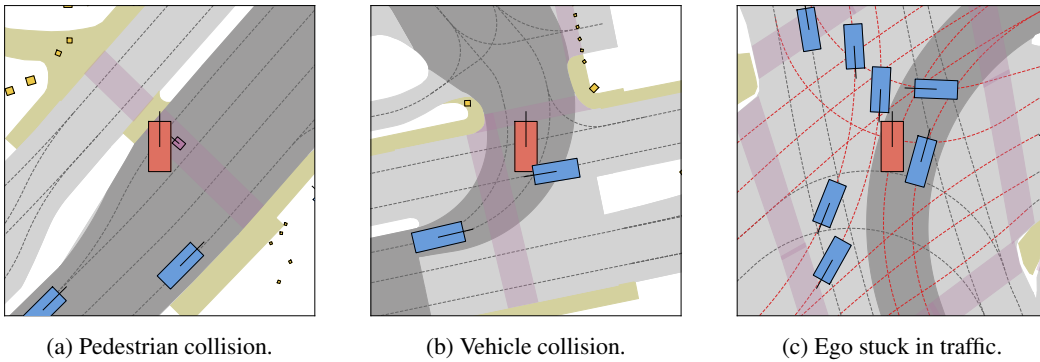 (a) Pedestrian collision.
(b) Vehicle collision.
(c) Ego stuck in traffic.